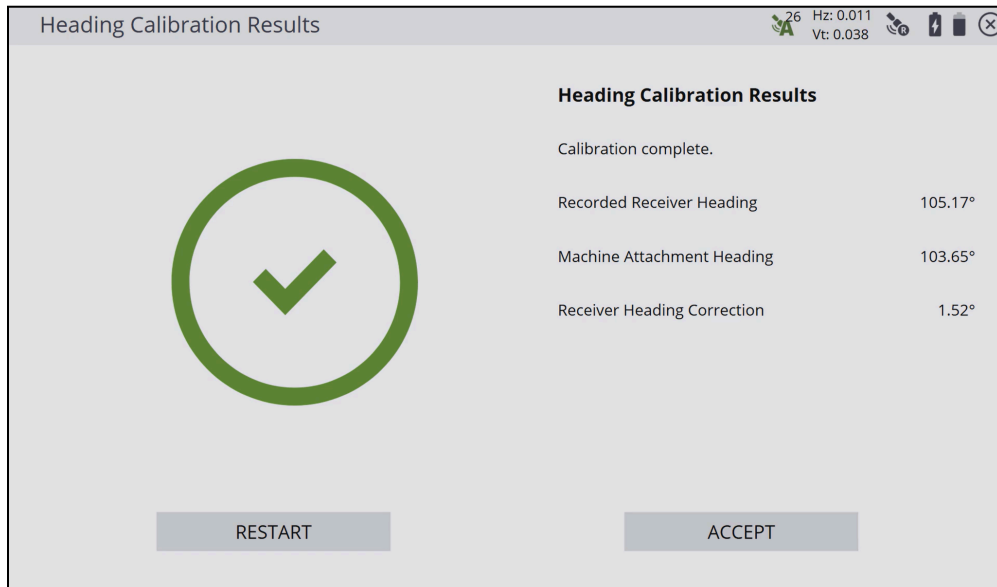 Heading Calibration Results
26
A
Hz: 0.011
Vt: 0.038
R
Heading Calibration Results
Calibration complete.
Recorded Receiver Heading 105.17°
Machine Attachment Heading 103.65°
Receiver Heading Correction 1.52°
RESTART ACCEPT